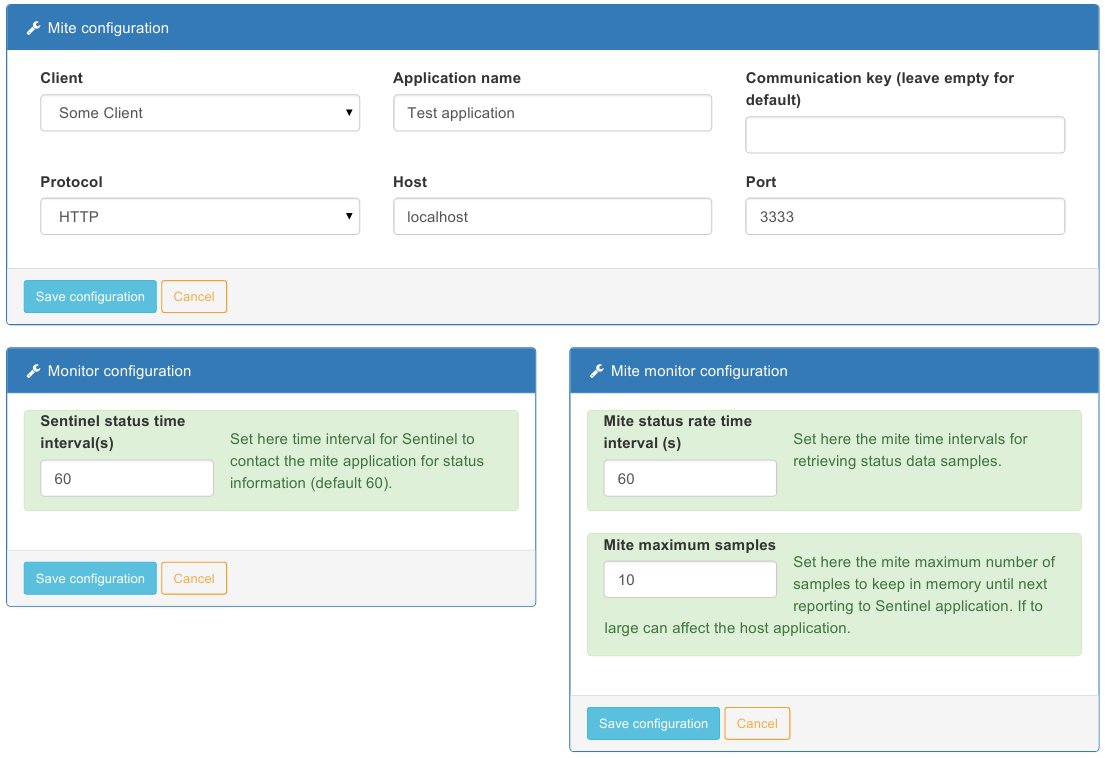 Mite configuration
Client
Some Client
Application name
Test application
Communication key (leave empty for
default)
Protocol
HTTP
Host
localhost
Port
3333
Save configuration
Cancel
Monitor configuration
Sentinel status time
interval(s)
60
Set here time interval for Sentinel to
contact the mite application for status
information (default 60).
Save configuration
Cancel
Mite monitor configuration
Mite status rate time
interval (s)
60
Set here the mite time intervals for
retrieving status data samples.
Mite maximum samples
10
Set here the mite maximum number of
samples to keep in memory until next
reporting to Sentinel application. If to
large can affect the host application.
Save configuration
Cancel